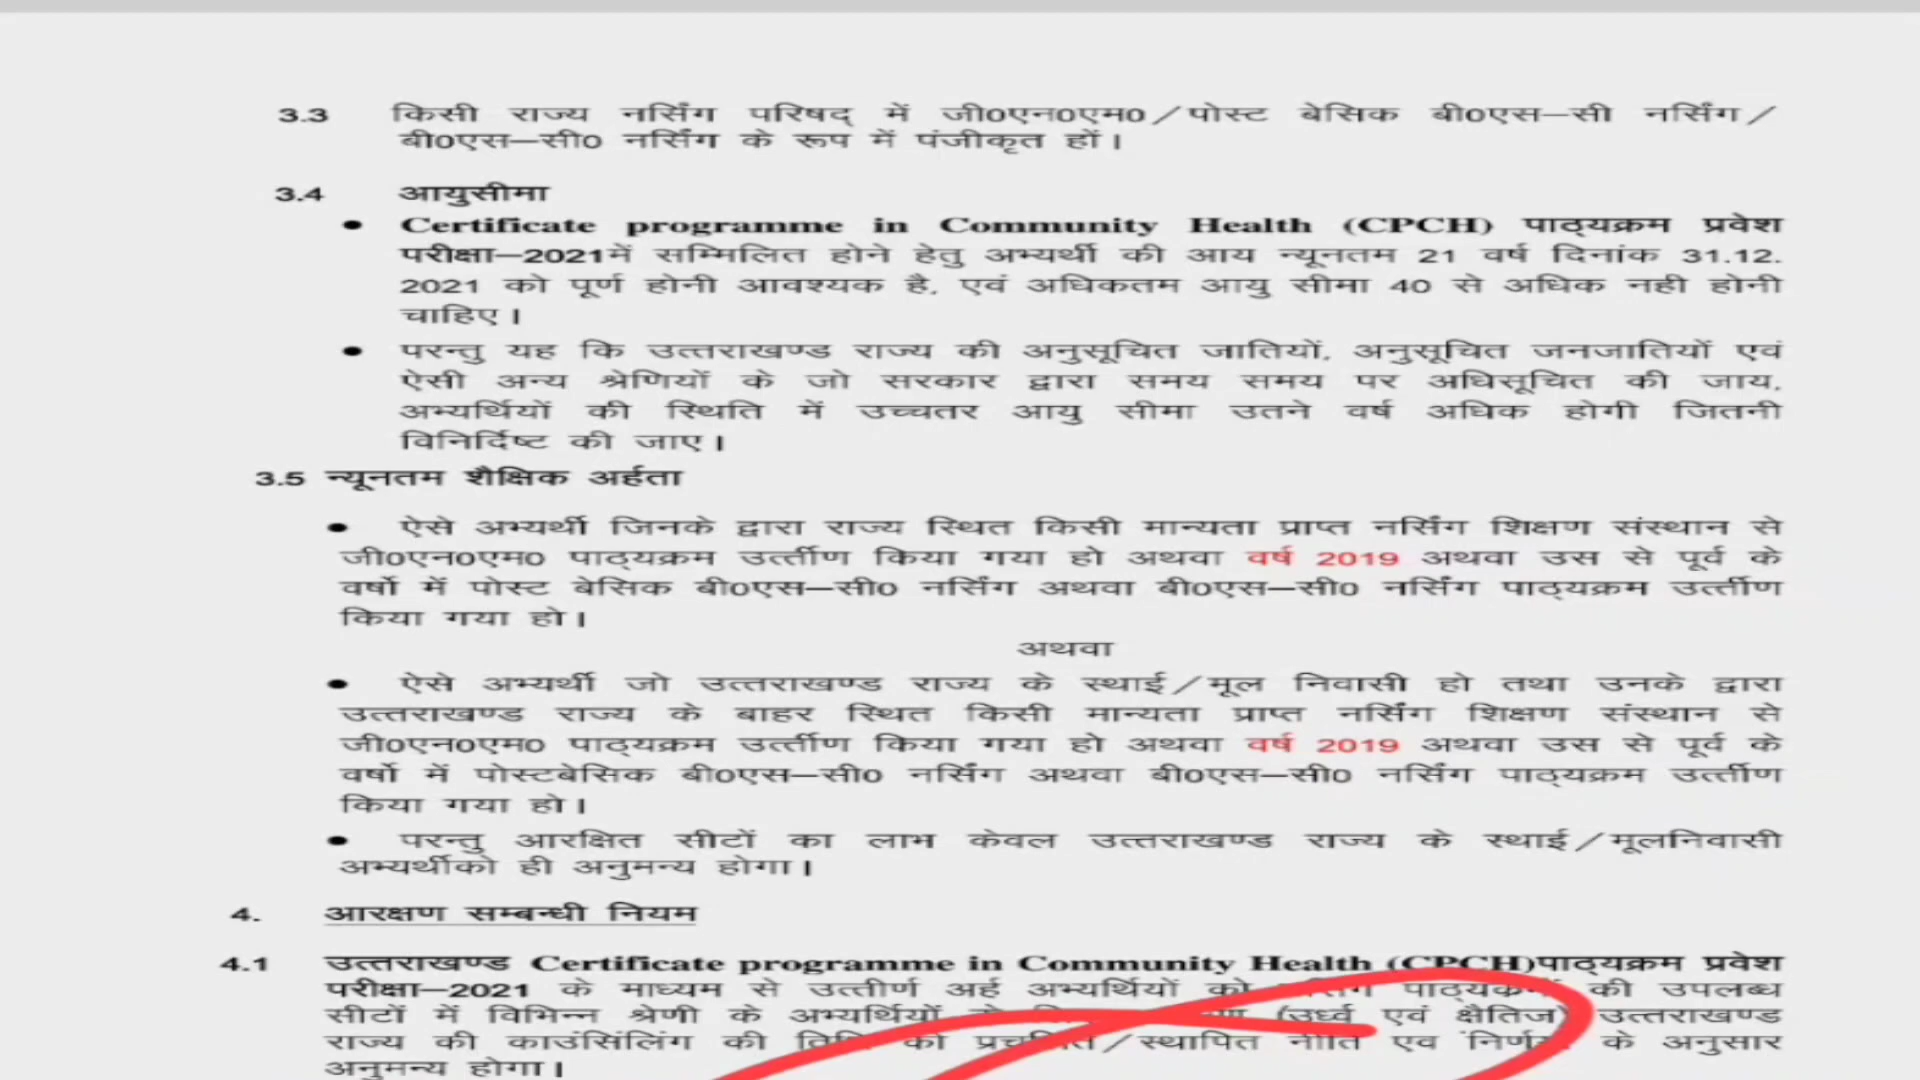 3.3 किसी राज्य नर्सिंग परिषद् में जी0एन0एम0/पोस्ट बेसिक बी0एस–सी नर्सिंग/
बी0एस–सी0 नर्सिंग के रूप में पंजीकृत हों।
3.4 आयुसीमा
• Certificate programme in Community Health (CPCH) पाठ्यक्रम प्रवेश
परीक्षा–2021में सम्मिलित होने हेतु अभ्यर्थी की आय न्यूनतम 21 वर्ष दिनांक 31.12.
2021 को पूर्ण होनी आवश्यक है, एवं अधिकतम आयु सीमा 40 से अधिक नही होनी
चाहिए।
• परन्तु यह कि उत्तराखण्ड राज्य की अनुसूचित जातियों, अनुसूचित जनजातियों एवं
ऐसी अन्य श्रेणियों के जो सरकार द्वारा समय समय पर अधिसूचित की जाय,
अभ्यर्थियों की स्थिति में उच्चतर आयु सीमा उतने वर्ष अधिक होगी जितनी
विनिर्दिष्ट की जाए।
3.5 न्यूनतम शैक्षिक अर्हता
• ऐसे अभ्यर्थी जिनके द्वारा राज्य स्थित किसी मान्यता प्राप्त नर्सिंग शिक्षण संस्थान से
जी0एन0एम0 पाठ्यक्रम उर्त्तीण किया गया हो अथवा वर्ष 2019 अथवा उस से पूर्व के
वर्षो में पोस्ट बेसिक बी0एस–सी0 नर्सिंग अथवा बी0एस–सी0 नर्सिंग पाठ्यक्रम उर्त्तीण
किया गया हो।
अथवा
• ऐसे अभ्यर्थी जो उत्तराखण्ड राज्य के स्थाई/मूल निवासी हो तथा उनके द्वारा
उत्तराखण्ड राज्य के बाहर स्थित किसी मान्यता प्राप्त नर्सिंग शिक्षण संस्थान से
जी0एन0एम0 पाठ्यक्रम उर्त्तीण किया गया हो अथवा वर्ष 2019 अथवा उस से पूर्व के
वर्षो में पोस्टबेसिक बी0एस–सी0 नर्सिंग अथवा बी0एस–सी0 नर्सिंग पाठ्यक्रम उर्त्तीण
किया गया हो।
• परन्तु आरक्षित सीटों का लाभ केवल उत्तराखण्ड राज्य के स्थाई/मूलनिवासी
अभ्यर्थीको ही अनुमन्य होगा।
4. आरक्षण सम्बन्धी नियम
4.1 उत्तराखण्ड Certificate programme in Community Health (CPCH)पाठ्यक्रम प्रवेश
परीक्षा–2021 के माध्यम से उत्तीर्ण अर्ह अभ्यर्थियों को नर्सिंग की उपलब्ध
सीटों में विभिन्न श्रेणी के अभ्यर्थियों (उर्ध्व एवं क्षैतिज) उत्तराखण्ड
राज्य की काउंसिंलिंग की तिथि को प्रचलित/स्थापित नीति एवं के अनुसार
अनुमन्य होगा।